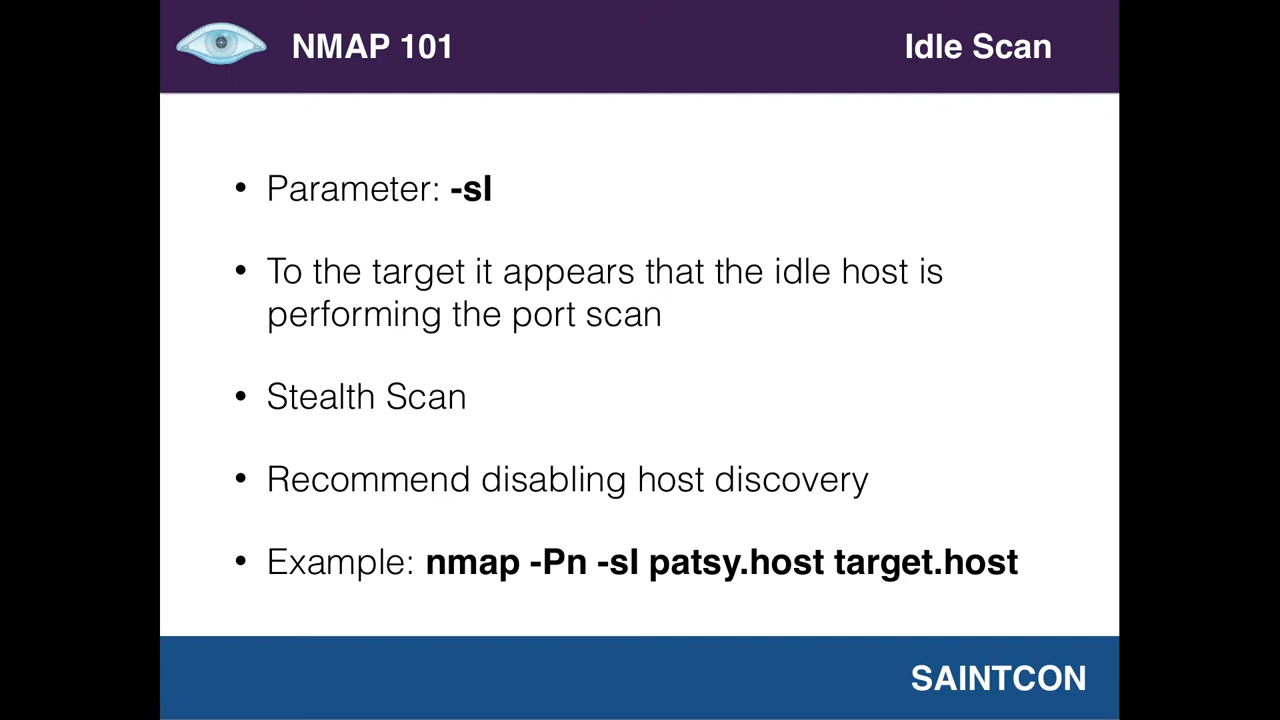 NMAP 101
Idle Scan
• Parameter: -sI
• To the target it appears that the idle host is
performing the port scan
• Stealth Scan
• Recommend disabling host discovery
• Example: nmap -Pn -sI patsy.host target.host
SAINTCON